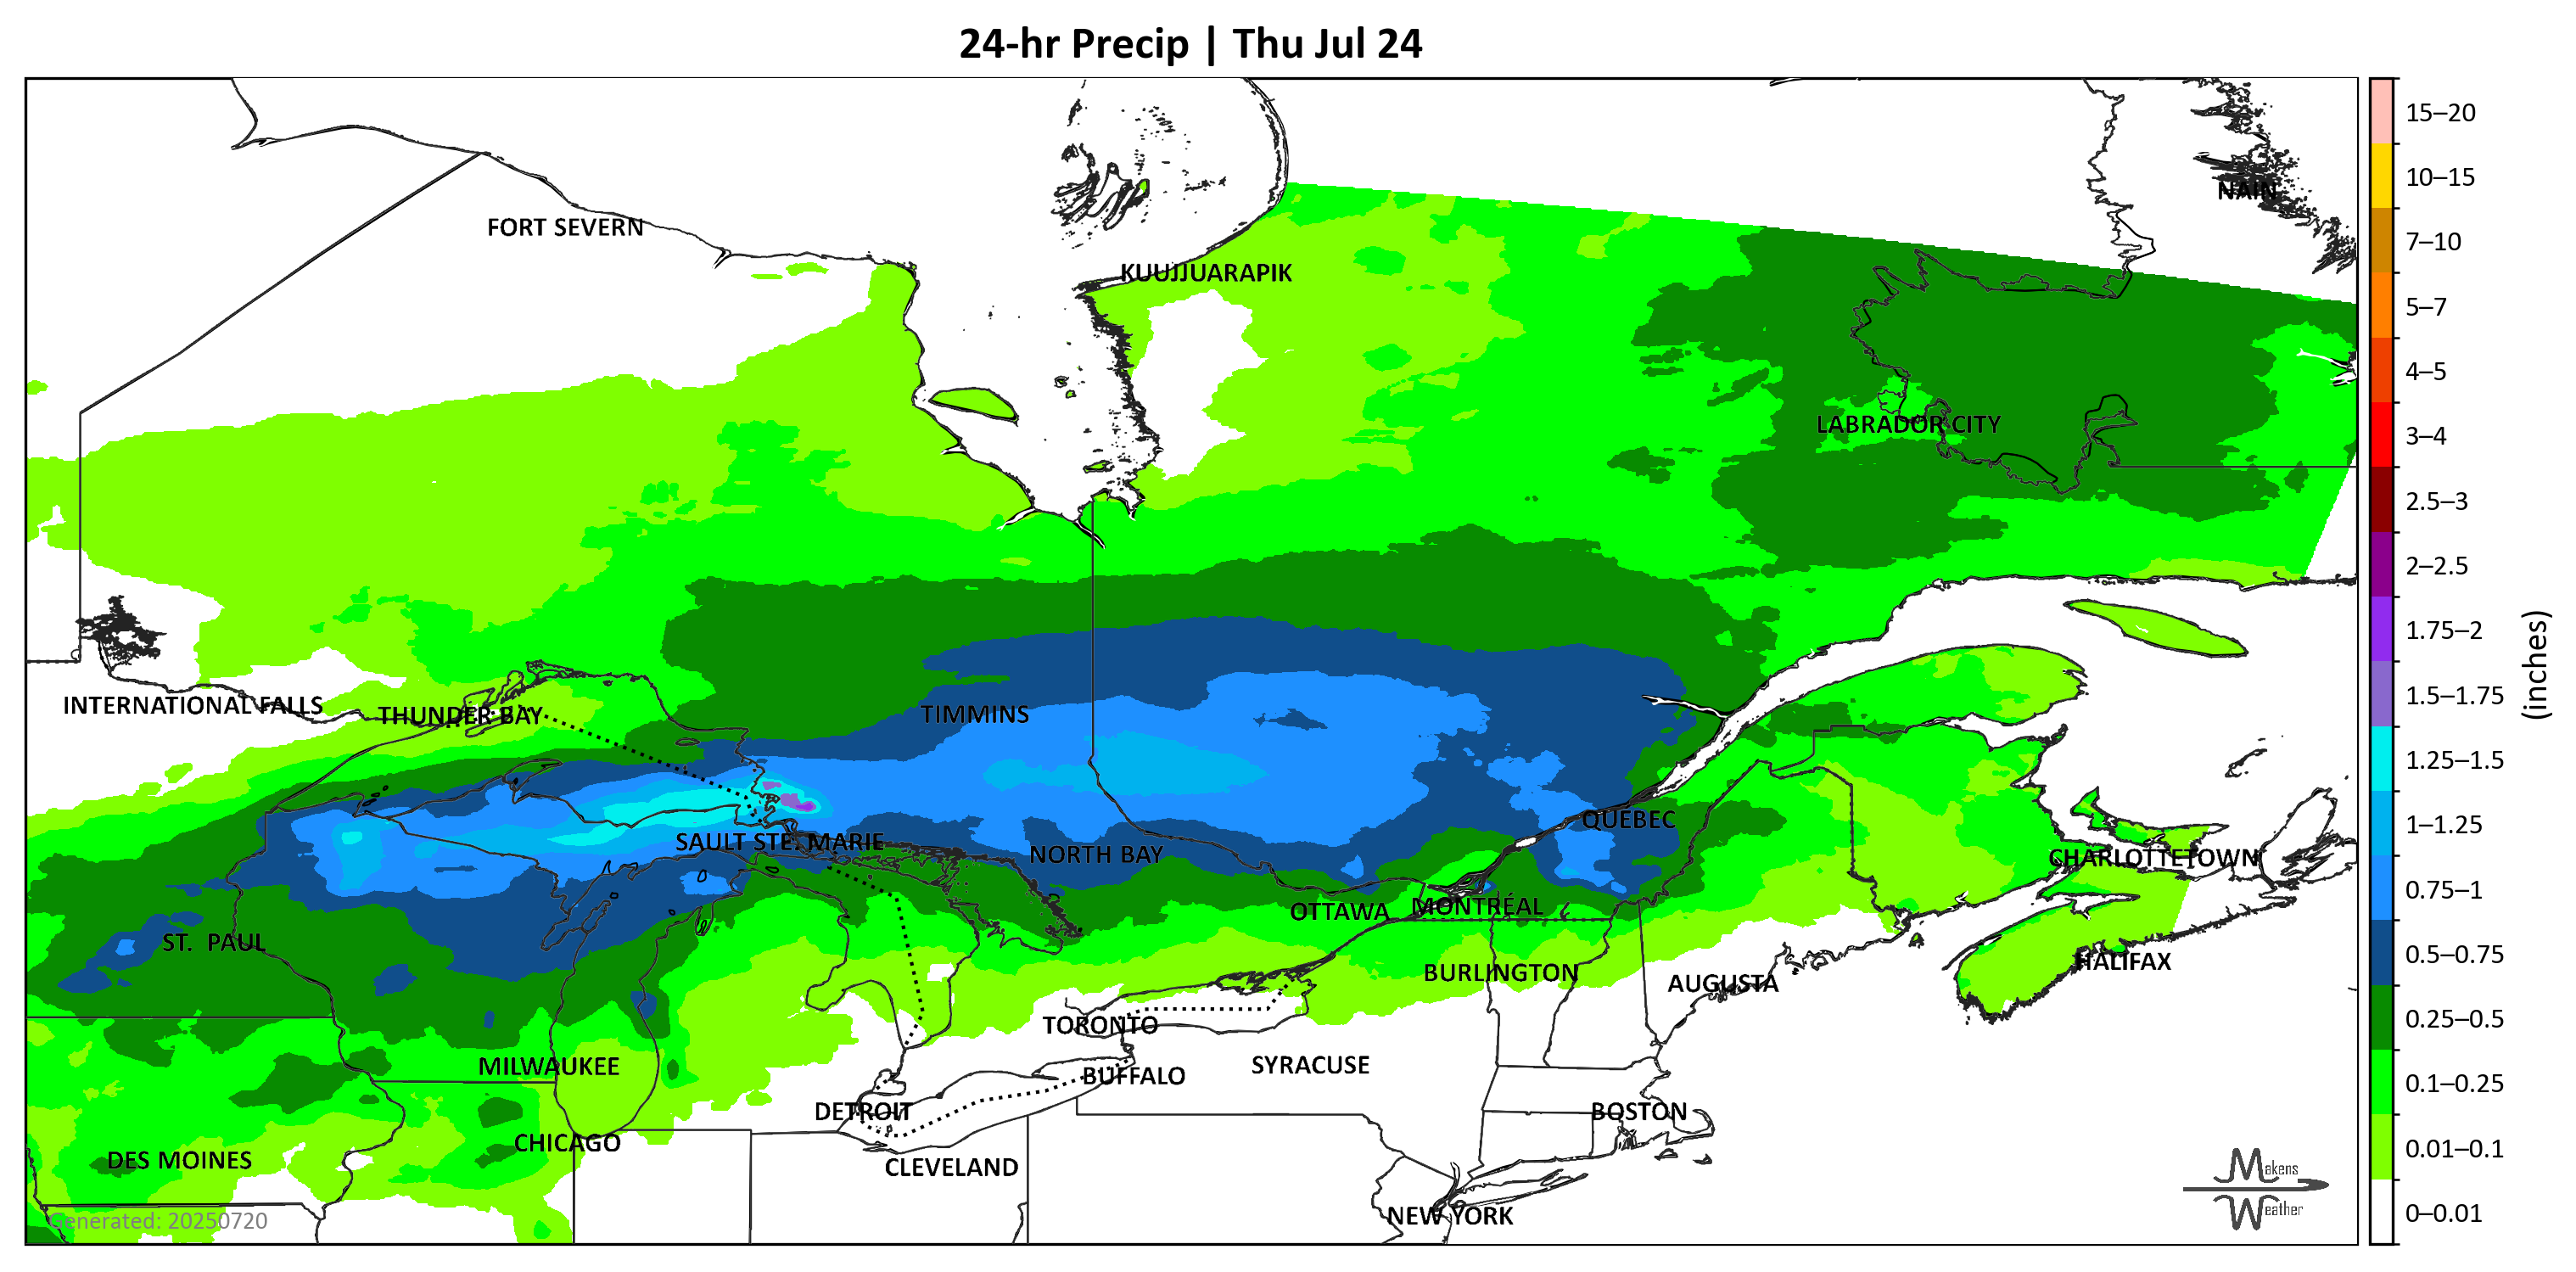 24-hr Precip | Thu Jul 24
NAIN
FORT SEVERN
KUUJJUARAPIK
LABRADOR CITY
INTERNATIONAL FALLS
THUNDER BAY
TIMMINS
SAULT STE. MARIE
NORTH BAY
QUEBEC
CHARLOTTETOWN
OTTAWA
MONTRÉAL
ST. PAUL
HALIFAX
BURLINGTON
AUGUSTA
TORONTO
SYRACUSE
MILWAUKEE
BUFFALO
DETROIT
BOSTON
CHICAGO
DES MOINES
CLEVELAND
NEW YORK
Generated: 20250720
Makens
Weather
15–20
10–15
7–10
5–7
4–5
3–4
2.5–3
2–2.5
1.75–2
1.5–1.75
1.25–1.5
1–1.25
0.75–1
0.5–0.75
0.25–0.5
0.1–0.25
0.01–0.1
0–0.01
(inches)